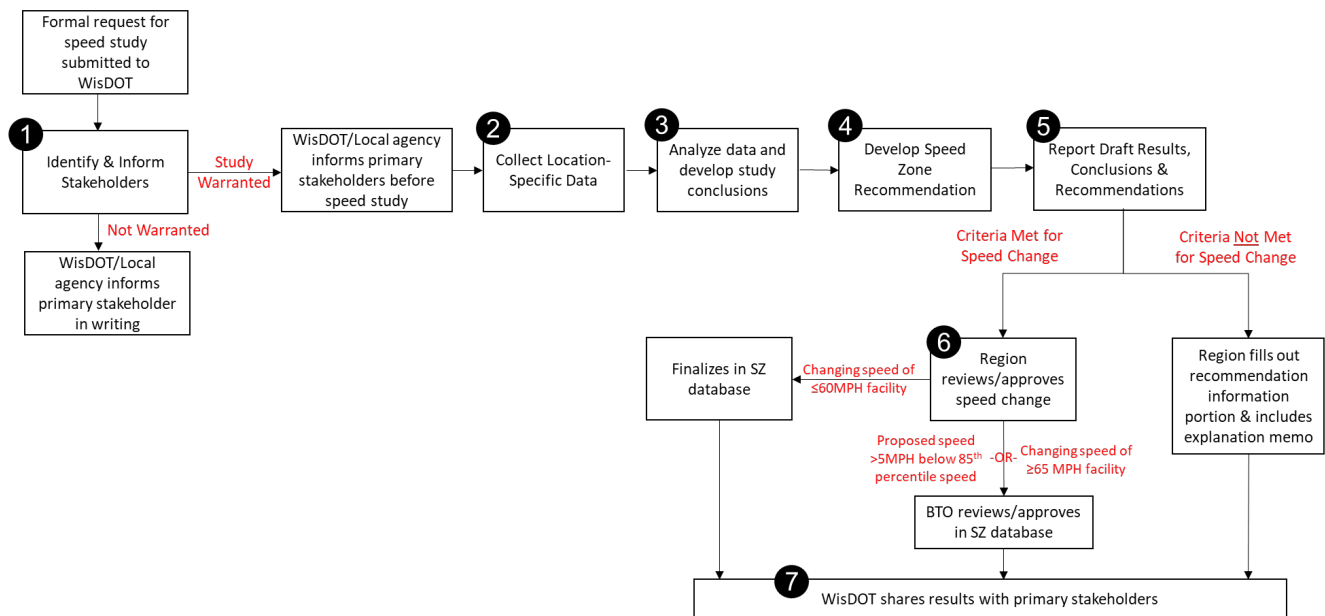 Formal request for
speed study
submitted to
WisDOT
1
Identify & Inform
Stakeholders
Study
Warranted
Not Warranted
WisDOT/Local
agency informs
primary stakeholder
in writing
WisDOT/Local agency
informs primary
stakeholders before
speed study
2
Collect Location-
Specific Data
3
Analyze data and
develop study
conclusions
4
Develop Speed
Zone
Recommendation
5
Report Draft Results,
Conclusions &
Recommendations
Criteria Met for
Speed Change
Criteria Not Met
for Speed Change
6
Region
reviews/approves
speed change
Changing speed of
≤60MPH facility
Finalizes in SZ
database
Region fills out
recommendation
information
portion & includes
explanation memo
Proposed speed
>5MPH below 85th
percentile speed
-OR-
Changing speed of
≥65 MPH facility
BTO reviews/approves
in SZ database
7
WisDOT shares results with primary stakeholders